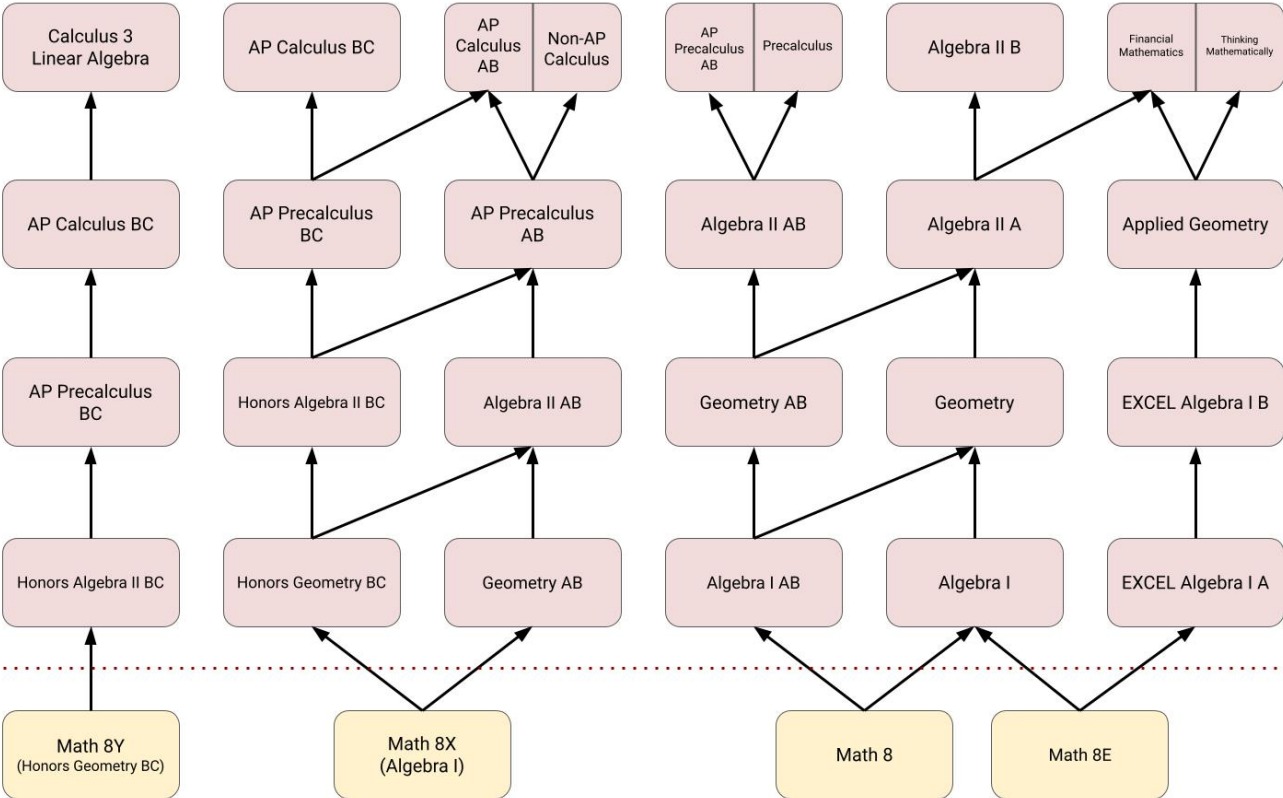 Calculus 3
Linear Algebra
AP Calculus BC
AP
Calculus
AB
Non-AP
Calculus
AP
Precalculus
AB
Precalculus
Algebra II B
Financial
Mathematics
Thinking
Mathematically
AP Calculus BC
AP Precalculus
BC
AP Precalculus
AB
Algebra II AB
Algebra II A
Applied Geometry
AP Precalculus
BC
Honors Algebra II BC
Algebra II AB
Geometry AB
Geometry
EXCEL Algebra I B
Honors Algebra II BC
Honors Geometry BC
Geometry AB
Algebra I AB
Algebra I
EXCEL Algebra I A
Math 8Y
(Honors Geometry BC)
Math 8X
(Algebra I)
Math 8
Math 8E